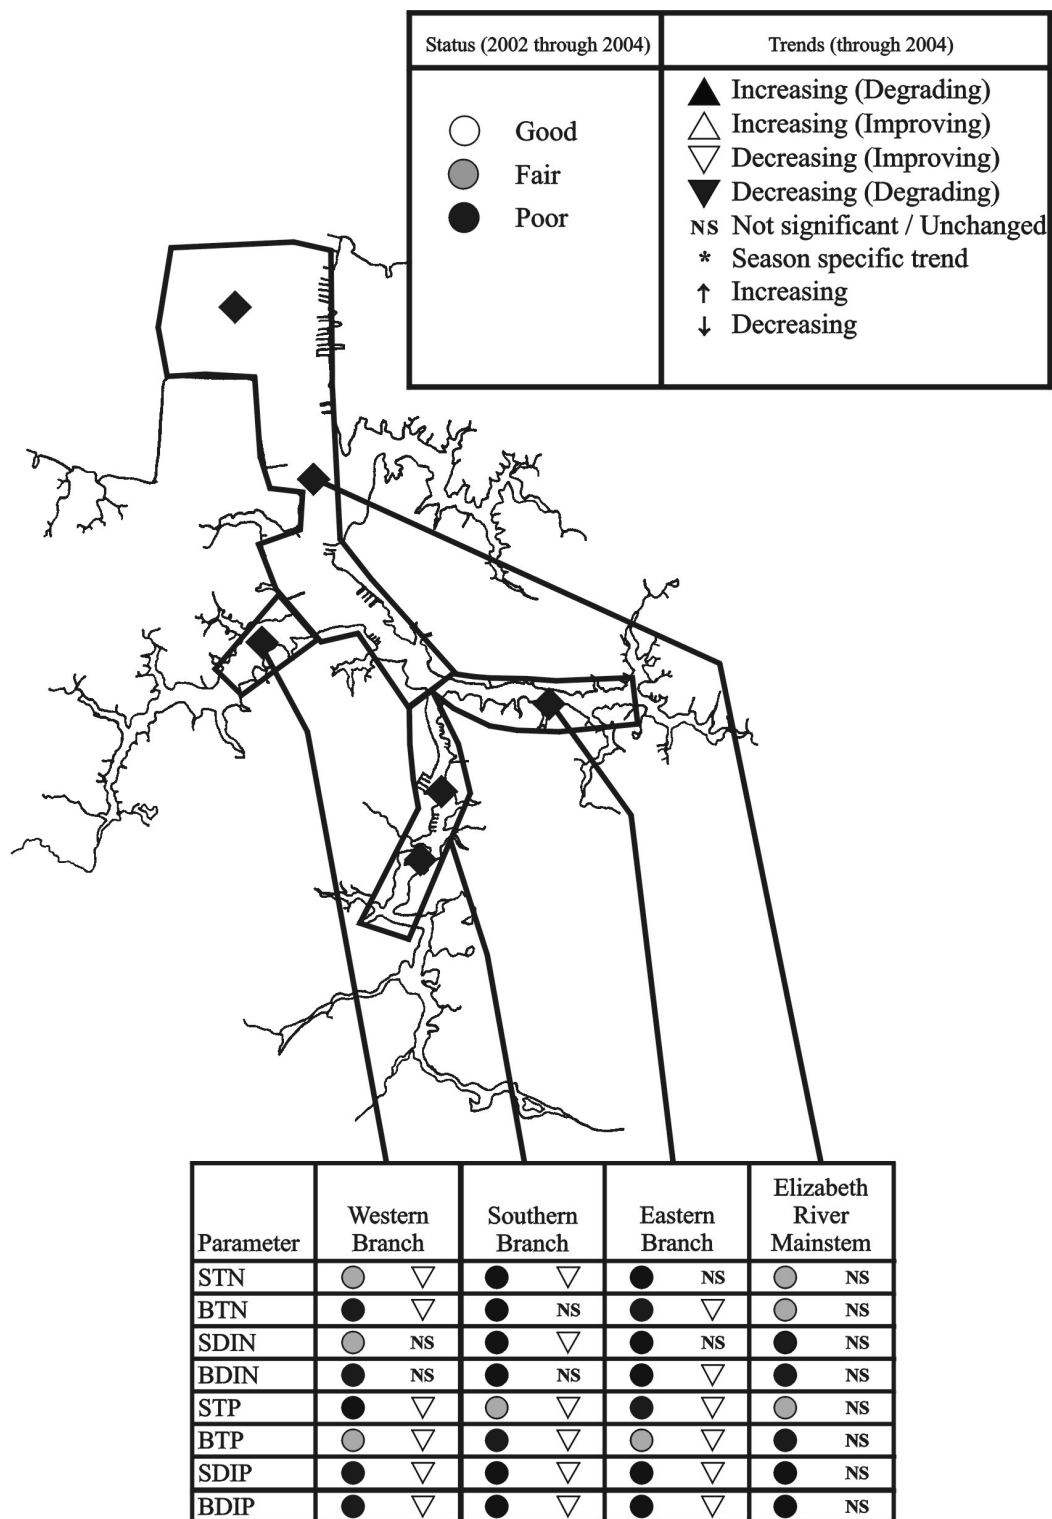 Status (2002 through 2004)
Trends (through 2004)
Good
Fair
Poor
Increasing (Degrading)
Increasing (Improving)
Decreasing (Improving)
Decreasing (Degrading)
NS Not significant / Unchanged
* Season specific trend
↑ Increasing
↓ Decreasing
Parameter
Western
Branch
Southern
Branch
Eastern
Branch
Elizabeth
River
Mainstem
STN NS NS
BTN NS NS
SDIN NS NS NS
BDIN NS NS NS
STP NS
BTP NS
SDIP NS
BDIP NS